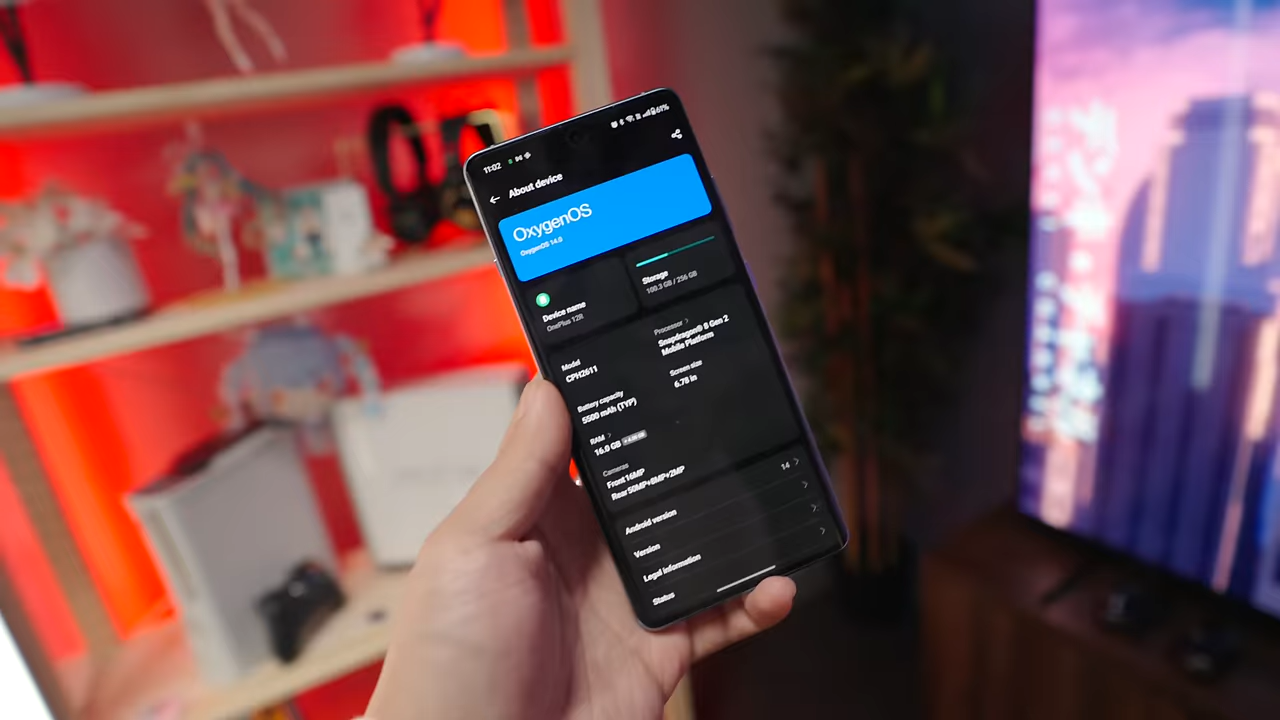 11:02
61%
About device
OxygenOS
OxygenOS 14.0
Device name
OnePlus 12R
Storage
100.3 GB / 256 GB
Model
CPH2611
Processor
Snapdragon® 8 Gen 2
Mobile Platform
Battery capacity
5500 mAh (TYP)
Screen size
6.78 in
RAM
16.0 GB
Cameras
Front 16MP
Rear 50MP+8MP+2MP
Android version
14
Version
Legal information
Status